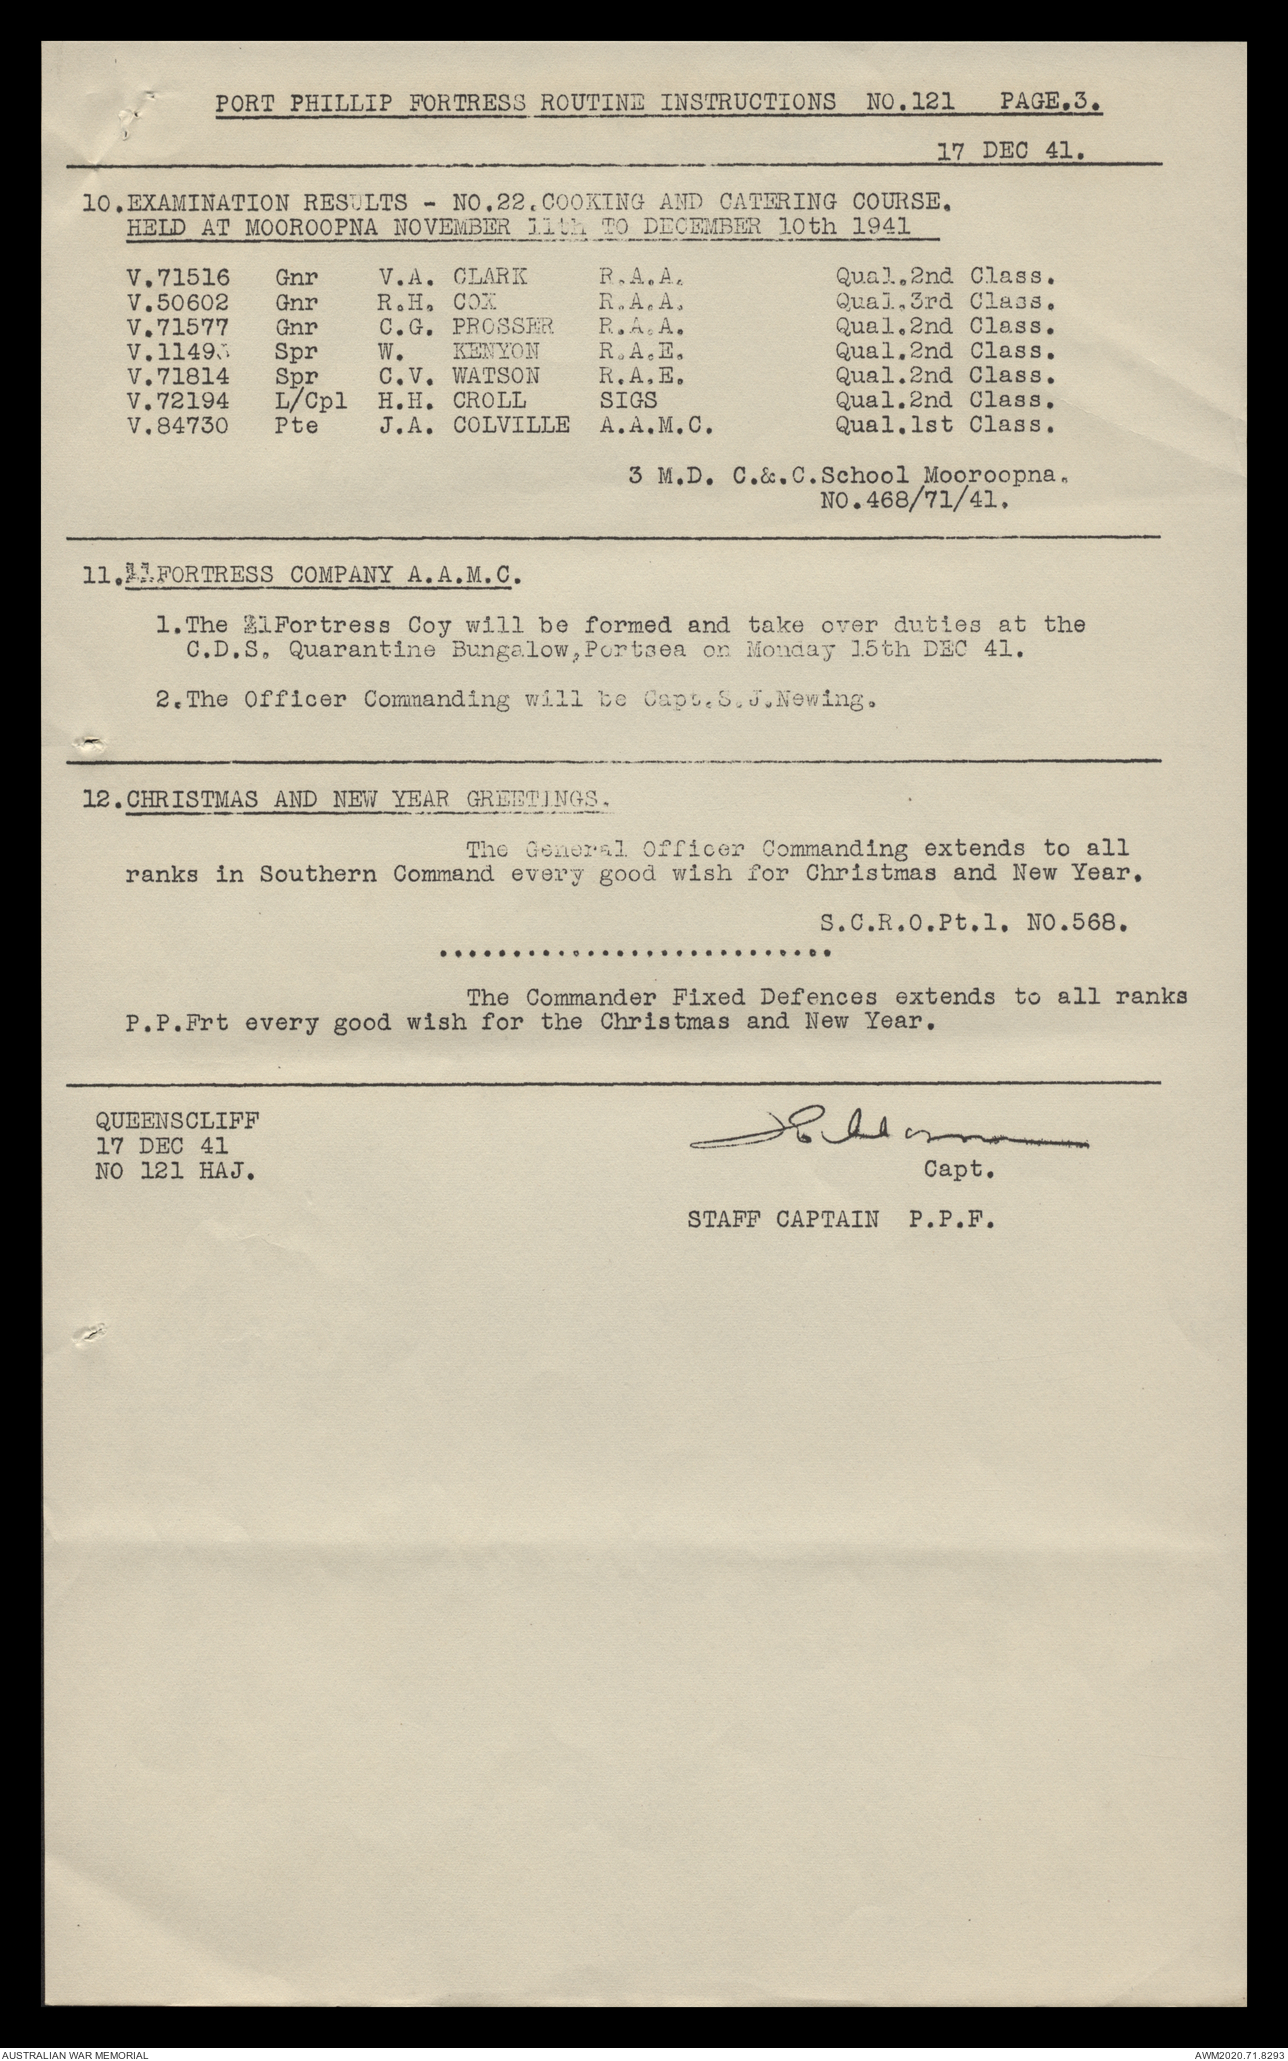 PORT PHILLIP FORTRESS ROUTINE INSTRUCTIONS NO.121 PAGE.3.
17 DEC 41.
10.EXAMINATION RESULTS - NO.22.COOKING AND CATERING COURSE.
HELD AT MOOROOPNA NOVEMBER 11th TO DECEMBER 10th 1941
V.71516 Gnr V.A. CLARK R.A.A. Qual.2nd Class.
V.50602 Gnr R.H. COX R.A.A. Qual.3rd Class.
V.71577 Gnr C.G. PROSSER R.A.A. Qual.2nd Class.
Spr W. KENYON R.A.E. Qual.2nd Class.
V.71814 Spr C.V. WATSON R.A.E. Qual.2nd Class.
V.72194 L/Cpl H.H. CROLL SIGS Qual.2nd Class.
V.84730 Pte J.A. COLVILLE A.A.M.C. Qual.1st Class.
3 M.D. C.&.C.School Mooroopna.
NO.468/71/41.
11. FORTRESS COMPANY A.A.M.C.
1.The 21Fortress Coy will be formed and take over duties at the
C.D.S. Quarantine Bungalow,Portsea on Monday 15th DEC 41.
2.The Officer Commanding will be Capt.S.J.Newing.
12.CHRISTMAS AND NEW YEAR GREETINGS.
The General Officer Commanding extends to all
ranks in Southern Command every good wish for Christmas and New Year.
S.C.R.O.Pt.1. NO.568.
...........................
The Commander Fixed Defences extends to all ranks
P.P.Frt every good wish for the Christmas and New Year.
QUEENSCLIFF
17 DEC 41
NO 121 HAJ.
Capt.
STAFF CAPTAIN P.P.F.
AUSTRALIAN WAR MEMORIAL
AWM2020.71.8293